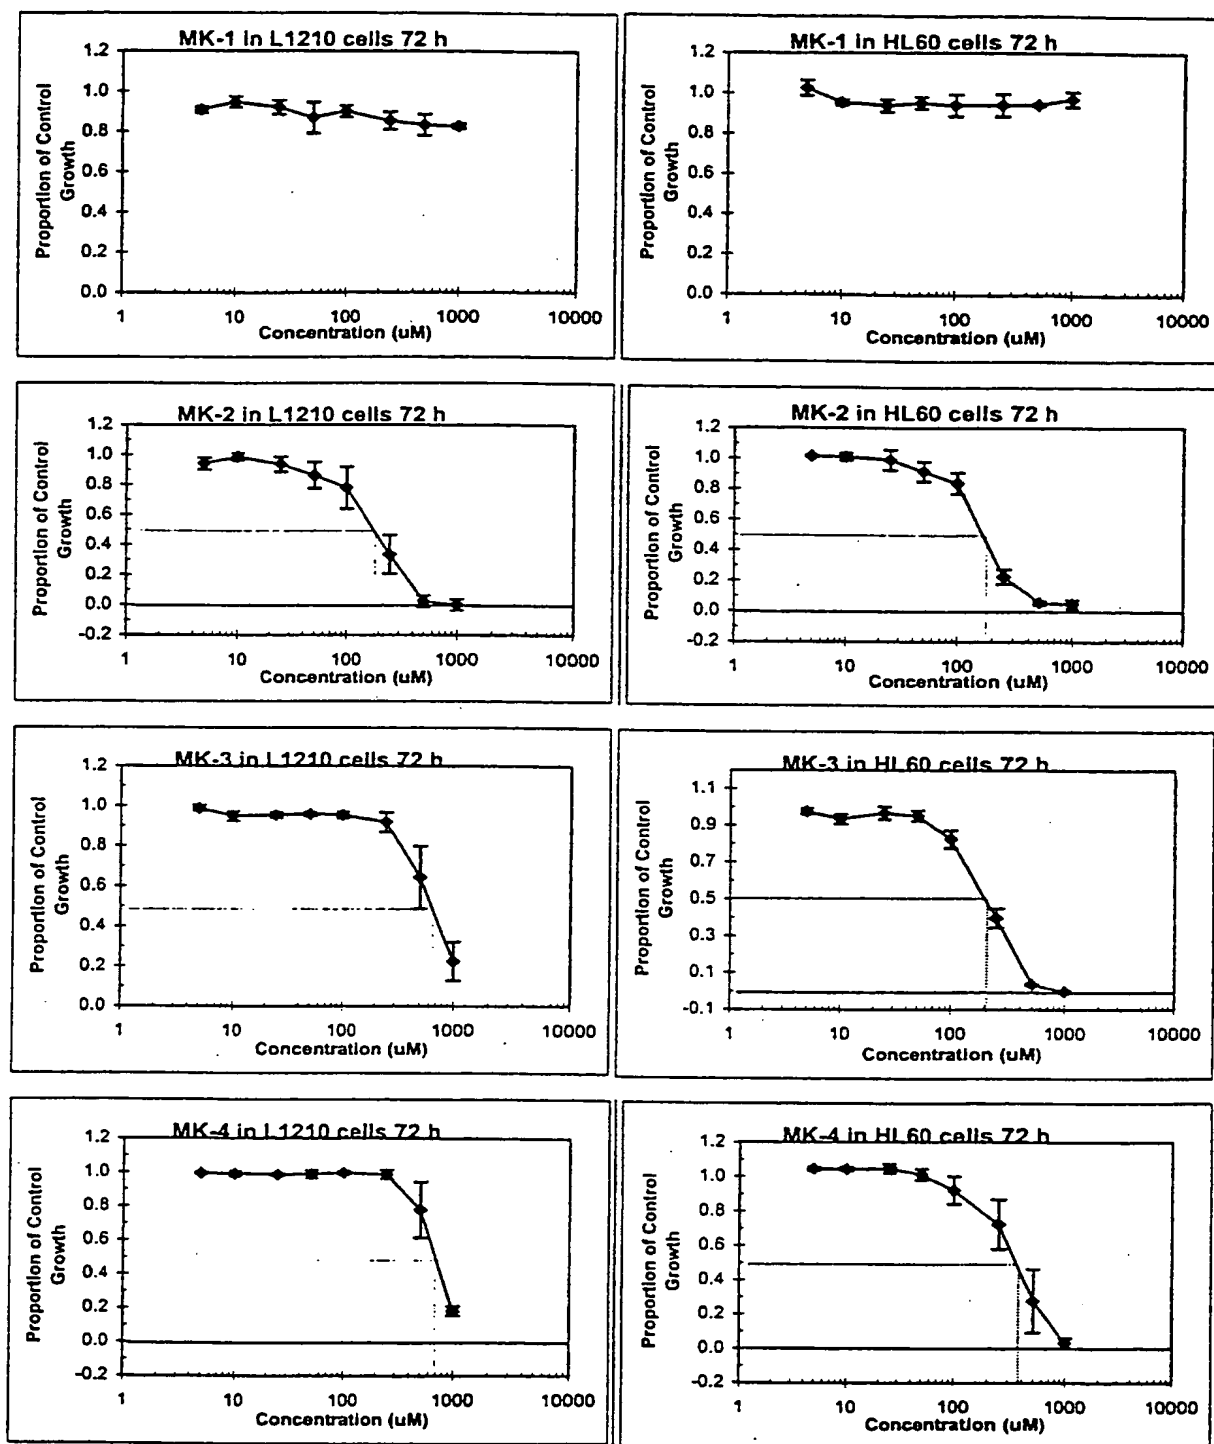 MK-1 in L1210 cells 72 h
Proportion of Control
Growth
1.2
1.0
0.8
0.6
0.4
0.2
0.0
1 10 100 1000 10000
Concentration (uM)
MK-1 in HL60 cells 72 h
Proportion of Control
Growth
1.2
1.0
0.8
0.6
0.4
0.2
0.0
1 10 100 1000 10000
Concentration (uM)
MK-2 in L1210 cells 72 h
Proportion of Control
Growth
1.2
1.0
0.8
0.6
0.4
0.2
0.0
-0.2
1 10 100 1000 10000
Concentration (uM)
MK-2 in HL60 cells 72 h
Proportion of Control
Growth
1.2
1.0
0.8
0.6
0.4
0.2
0.0
-0.2
1 10 100 1000 10000
Concentration (uM)
MK-3 in L1210 cells 72 h
Proportion of Control
Growth
1.2
1.0
0.8
0.6
0.4
0.2
0.0
1 10 100 1000 10000
Concentration (uM)
MK-3 in HL60 cells 72 h
Proportion of Control
Growth
1.1
0.9
0.7
0.5
0.3
0.1
-0.1
1 10 100 1000 10000
Concentration (uM)
MK-4 in L1210 cells 72 h
Proportion of Control
Growth
1.2
1.0
0.8
0.6
0.4
0.2
0.0
-0.2
1 10 100 1000 10000
Concentration (uM)
MK-4 in HL60 cells 72 h
Proportion of Control
Growth
1.2
1.0
0.8
0.6
0.4
0.2
0.0
-0.2
1 10 100 1000 10000
Concentration (uM)